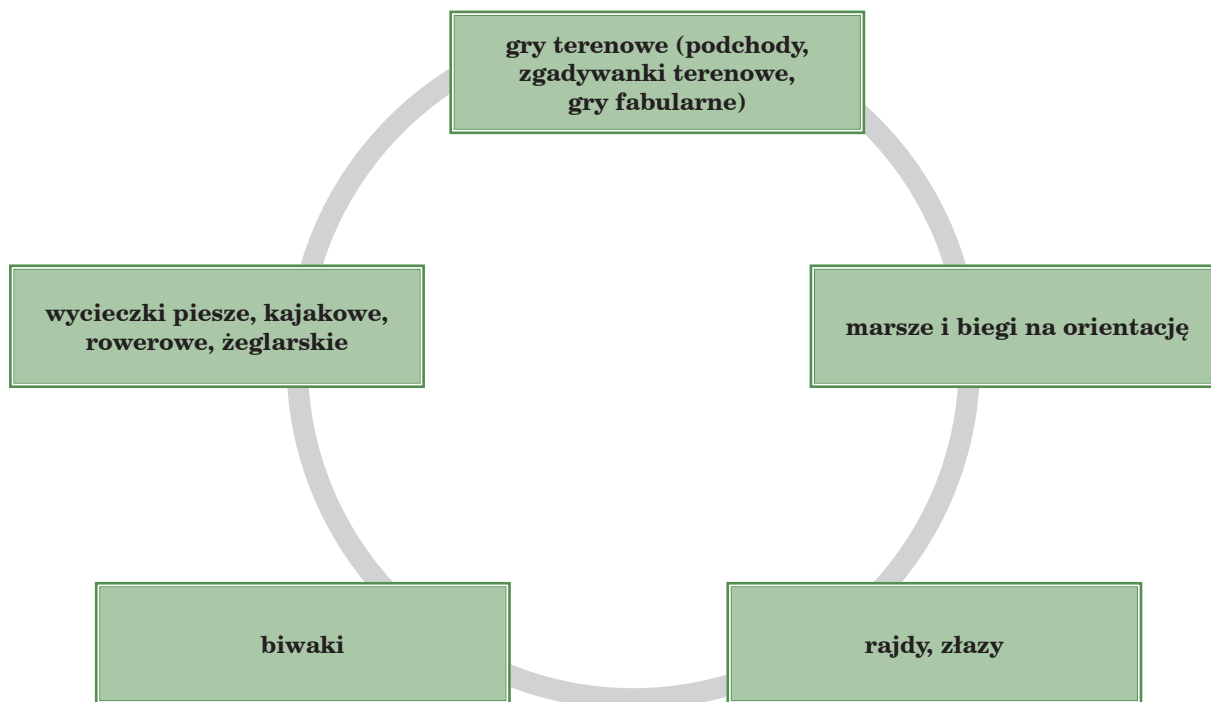 gry terenowe (podchody,
zgadywanki terenowe,
gry fabularne)
wycieczki piesze, kajakowe,
rowerowe, żeglarskie
marsze i biegi na orientację
biwaki
rajdy, złazy